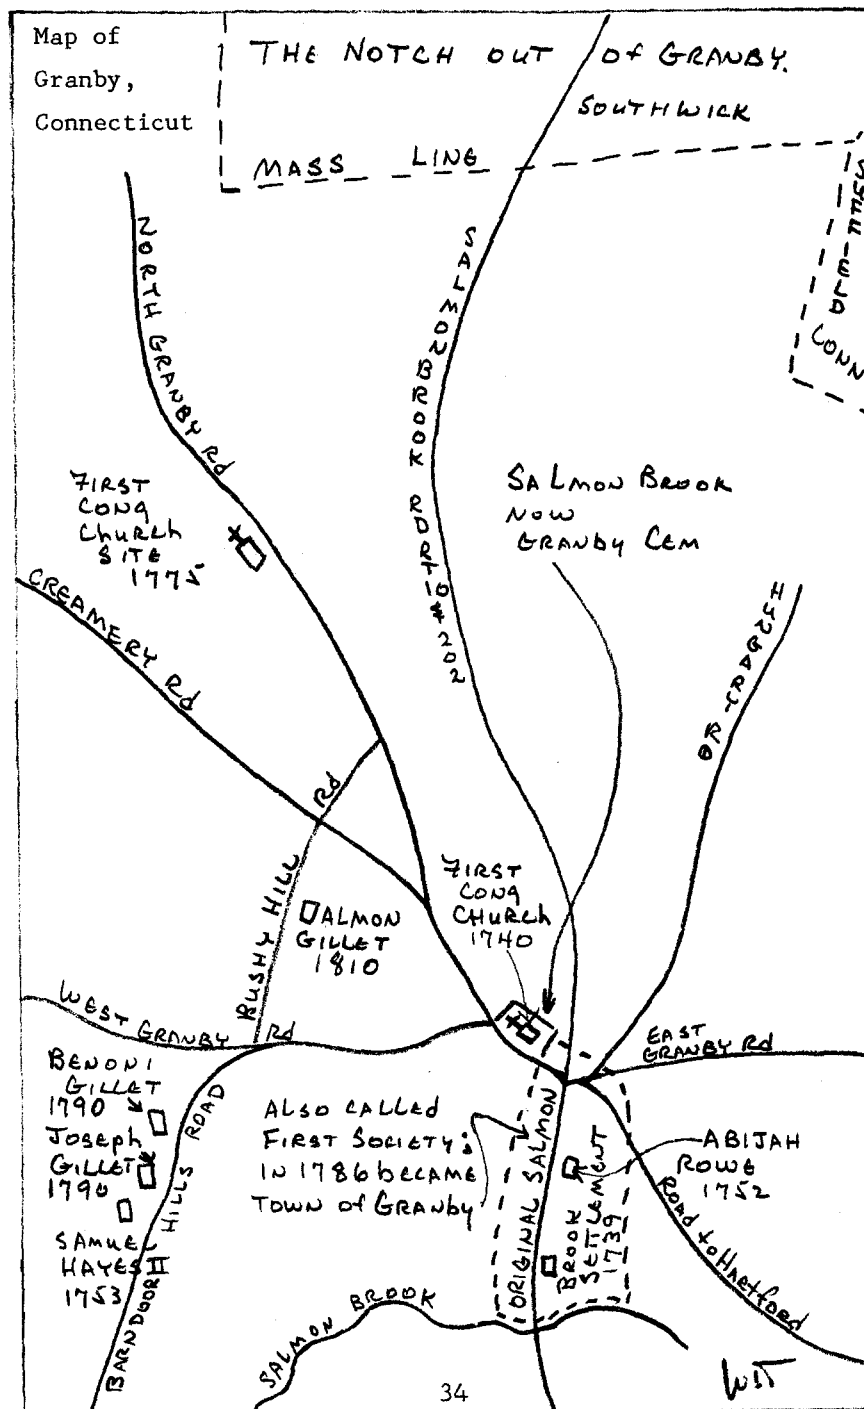 Map of
Granby,
Connecticut
THE NOTCH OUT OF GRANBY.
SOUTHWICK
MASS LINE
CONN
NORTH GRANBY Rd
SALMON BROOK RD RT 10 & 202
FIRST
CONG
CHURCH
SITE
1775
SALMON BROOK
NOW
GRANBY CEM
CREAMERY Rd
RUSHY HILL Rd
FIRST
CONG
CHURCH
1740
ALMON
GILLET
1810
WEST GRANBY Rd
EAST
GRANBY Rd
BENONI
GILLET
1790
JOSEPH
GILLET
1790
SAMUEL
HAYES II
1753
BARNDOOR HILLS ROAD
ALSO CALLED
FIRST SOCIETY;
IN 1786 BECAME
TOWN OF GRANBY
ORIGINAL SALMON
BROOK
SETTLEMENT
1739
ABIJAH
ROWE
1752
ROAD to HARTFORD
SALMON BROOK
34